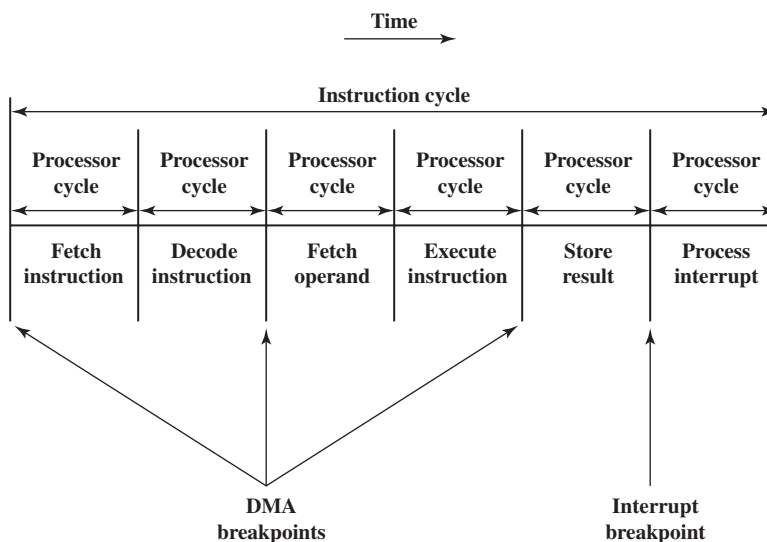 Time
Instruction cycle
Processor cycle
Processor cycle
Processor cycle
Processor cycle
Processor cycle
Processor cycle
Fetch instruction
Decode instruction
Fetch operand
Execute instruction
Store result
Process interrupt
DMA breakpoints
Interrupt breakpoint